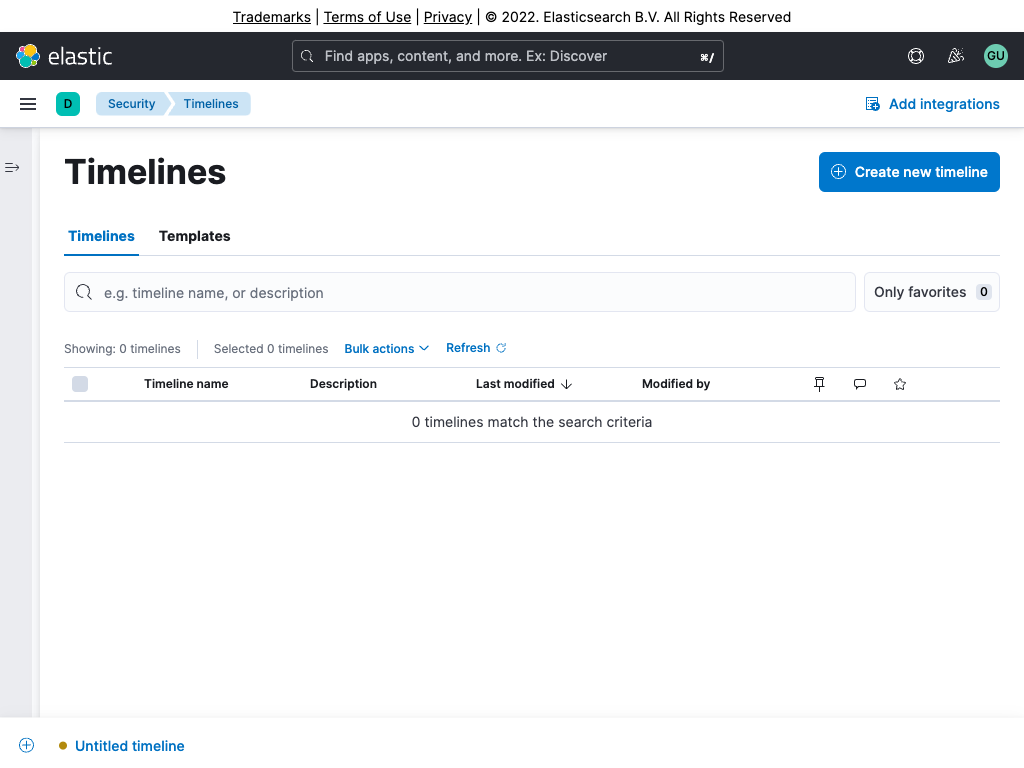 Trademarks | Terms of Use | Privacy | © 2022. Elasticsearch B.V. All Rights Reserved
elastic
Find apps, content, and more. Ex: Discover
⌘/
GU
D
Security
Timelines
Add integrations
Timelines
Create new timeline
Timelines
Templates
e.g. timeline name, or description
Only favorites 0
Showing: 0 timelines
Selected 0 timelines
Bulk actions
Refresh
Timeline name
Description
Last modified
Modified by
0 timelines match the search criteria
Untitled timeline